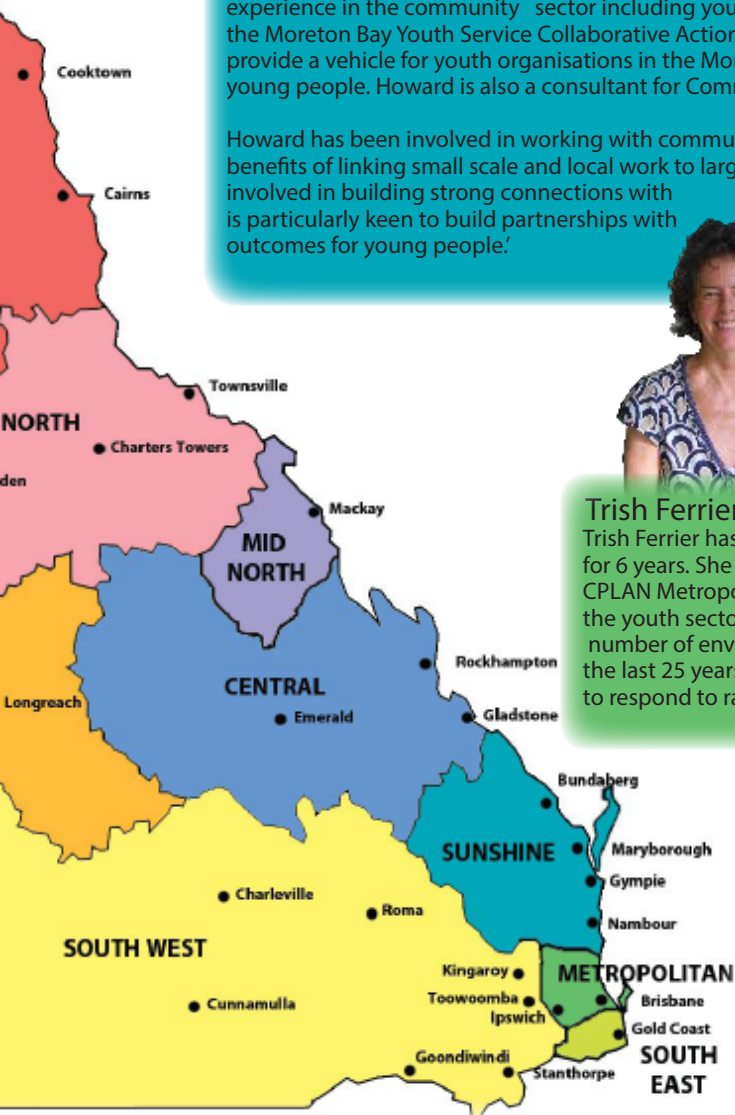 experience in the community sector including you
the Moreton Bay Youth Service Collaborative Action
provide a vehicle for youth organisations in the Mor
young people. Howard is also a consultant for Comm
Howard has been involved in working with commu
benefits of linking small scale and local work to larg
involved in building strong connections with
is particularly keen to build partnerships with
outcomes for young people.'
Trish Ferrier
Trish Ferrier has
for 6 years. She
CPLAN Metropo
the youth secto
number of env
the last 25 years
to respond to ra
Cooktown
Cairns
Townsville
NORTH
Charters Towers
den
Mackay
MID
NORTH
Rockhampton
CENTRAL
Longreach
Emerald
Gladstone
Bundaberg
SUNSHINE
Maryborough
Gympie
Charleville
Roma
Nambour
SOUTH WEST
Kingaroy
METROPOLITAN
Toowoomba
Brisbane
Cunnamulla
Ipswich
Gold Coast
Goondiwindi
SOUTH
EAST
Stanthorpe